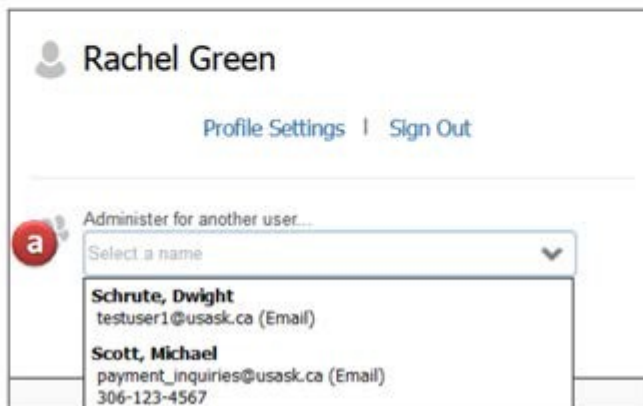 Rachel Green
Profile Settings | Sign Out
Administer for another user...
a
Select a name
Schrute, Dwight
testuser1@usask.ca (Email)
Scott, Michael
payment_inquiries@usask.ca (Email)
306-123-4567